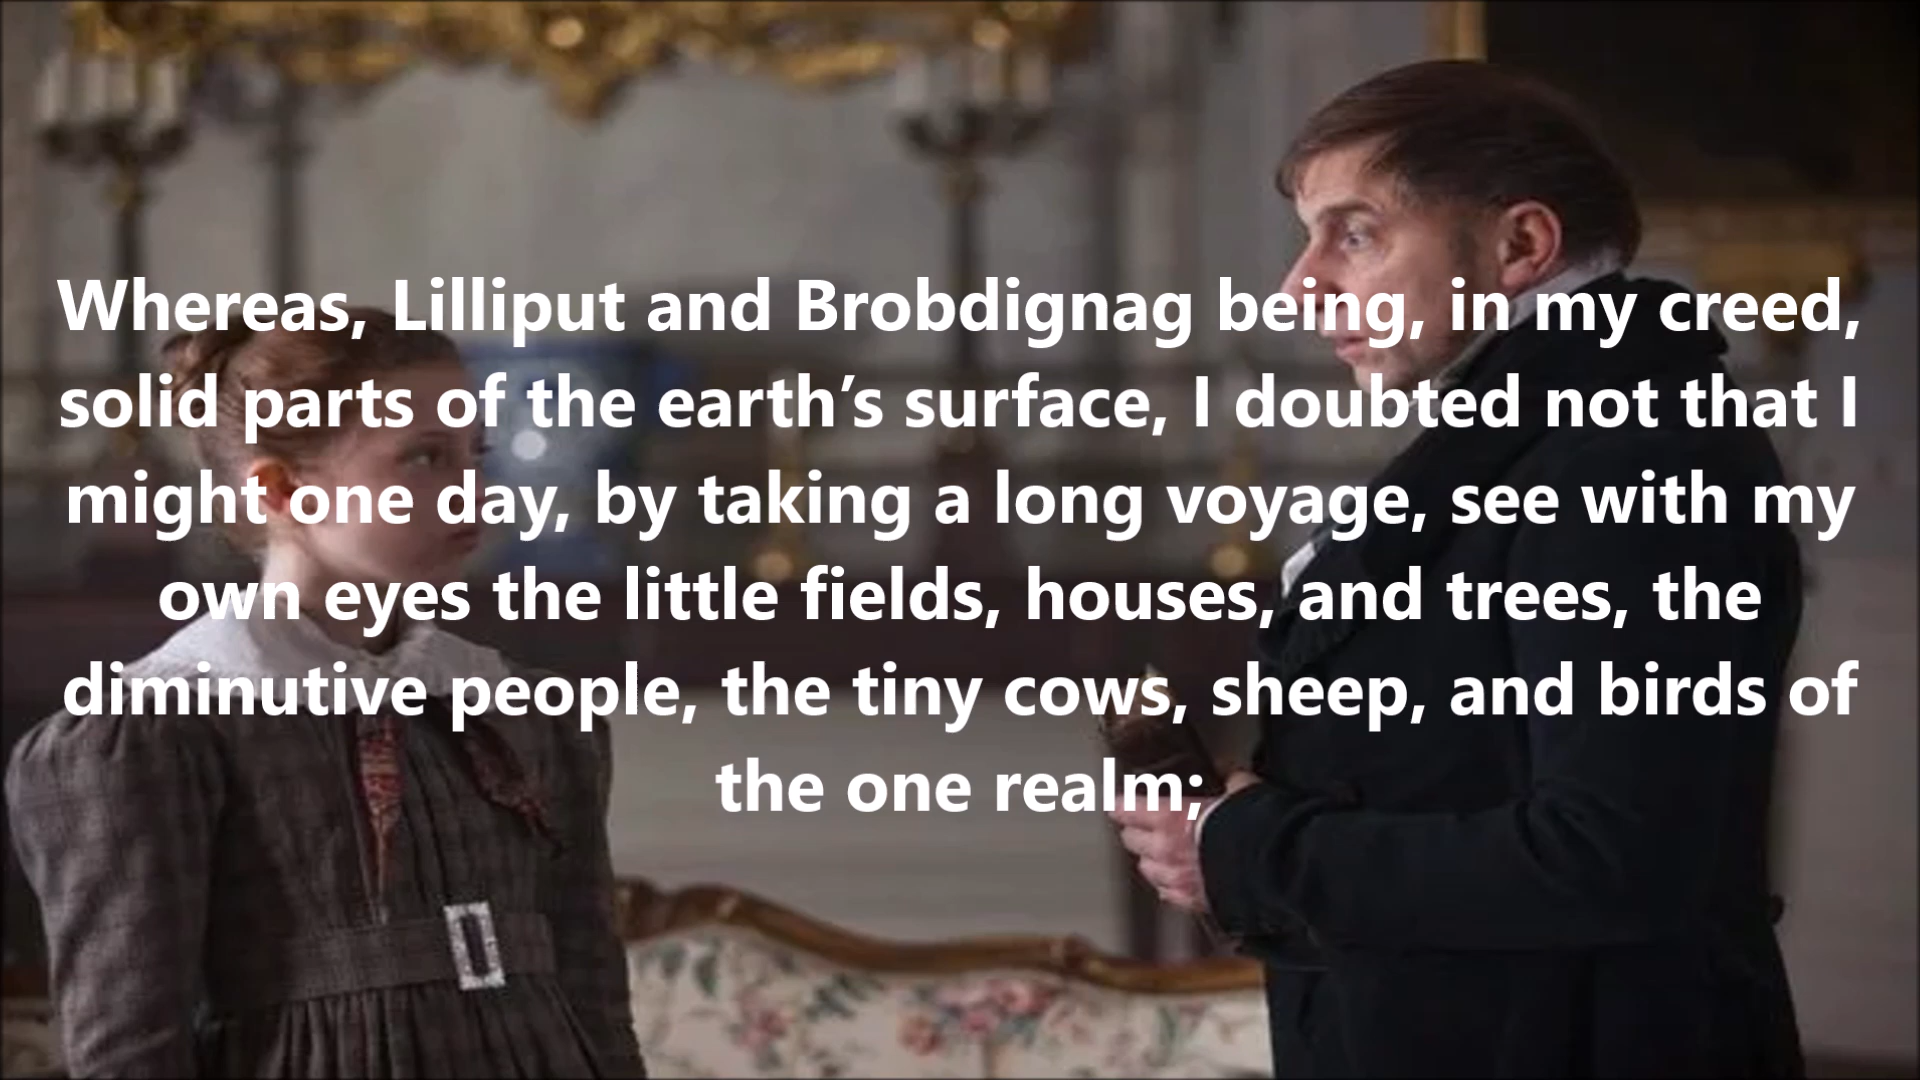 Whereas, Lilliput and Brobdignag being, in my creed,
solid parts of the earth’s surface, I doubted not that I
might one day, by taking a long voyage, see with my
own eyes the little fields, houses, and trees, the
diminutive people, the tiny cows, sheep, and birds of
the one realm;